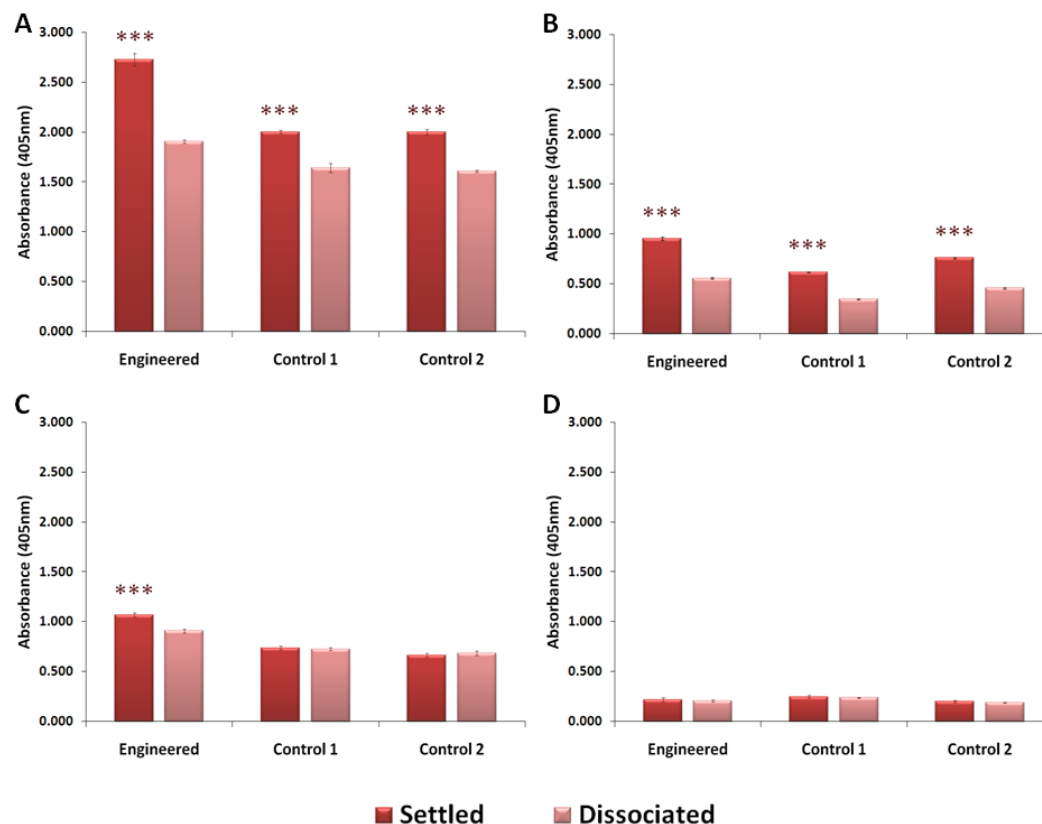 A
Absorbance (405nm)
3.000
2.500
2.000
1.500
1.000
0.500
0.000
***
***
***
Engineered Control 1 Control 2
B
Absorbance (405nm)
3.000
2.500
2.000
1.500
1.000
0.500
0.000
***
***
***
Engineered Control 1 Control 2
C
Absorbance (405nm)
3.000
2.500
2.000
1.500
1.000
0.500
0.000
***
Engineered Control 1 Control 2
D
Absorbance (405nm)
3.000
2.500
2.000
1.500
1.000
0.500
0.000
Engineered Control 1 Control 2
Settled Dissociated